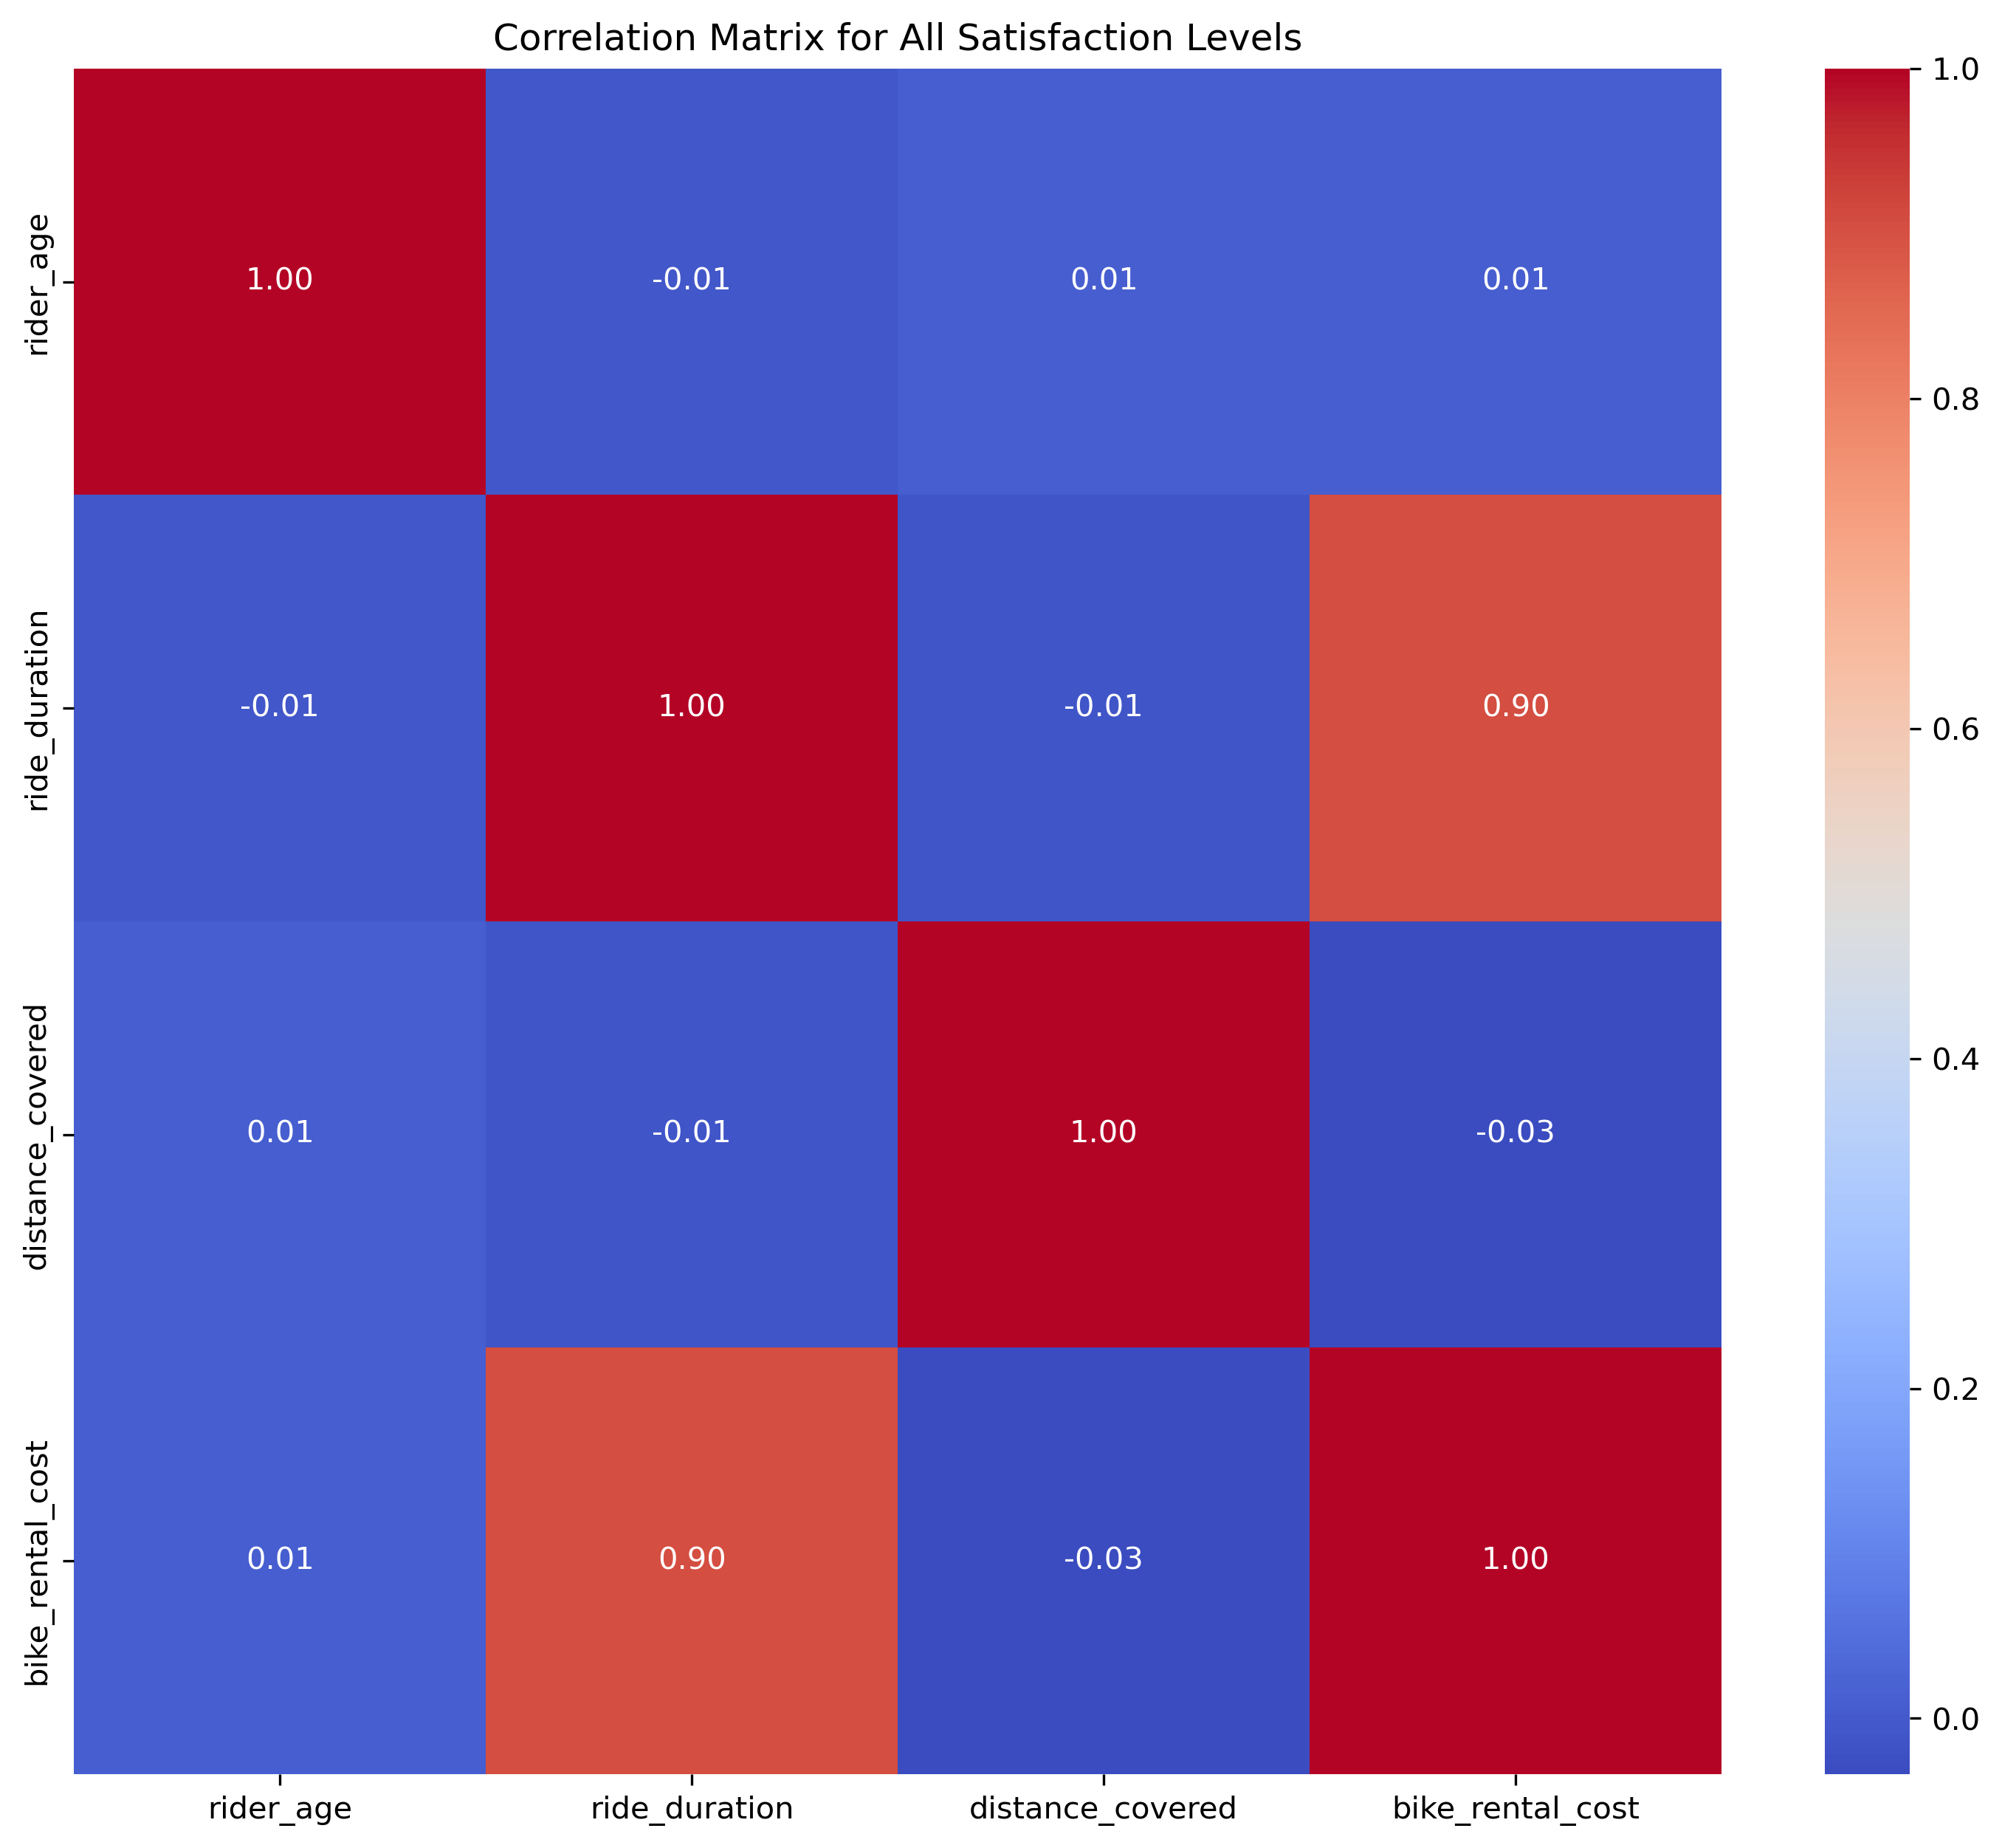 Correlation Matrix for All Satisfaction Levels
rider_age
1.00 -0.01 0.01 0.01
ride_duration
-0.01 1.00 -0.01 0.90
distance_covered
0.01 -0.01 1.00 -0.03
bike_rental_cost
0.01 0.90 -0.03 1.00
rider_age ride_duration distance_covered bike_rental_cost
1.0
0.8
0.6
0.4
0.2
0.0